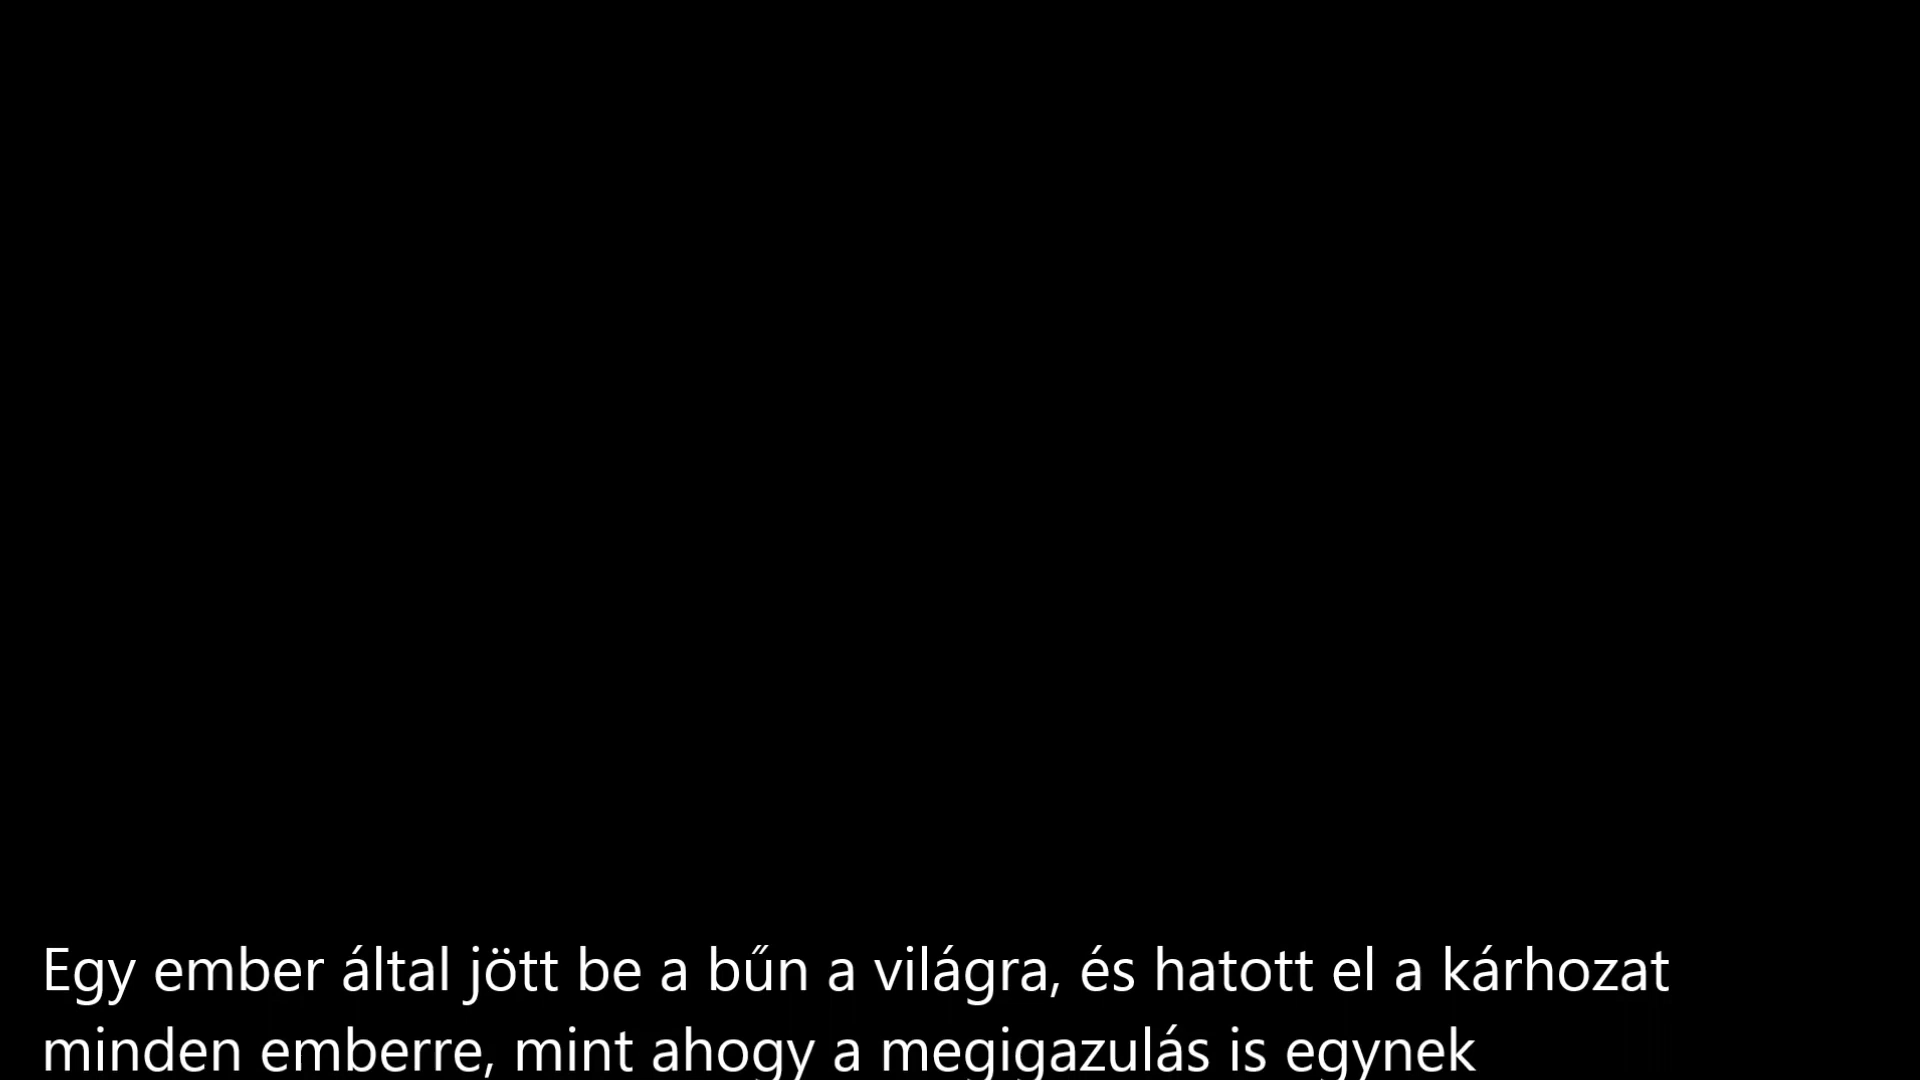 Egy ember által jött be a bűn a világra, és hatott el a kárhozat
minden emberre, mint ahogy a megigazulás is egynek